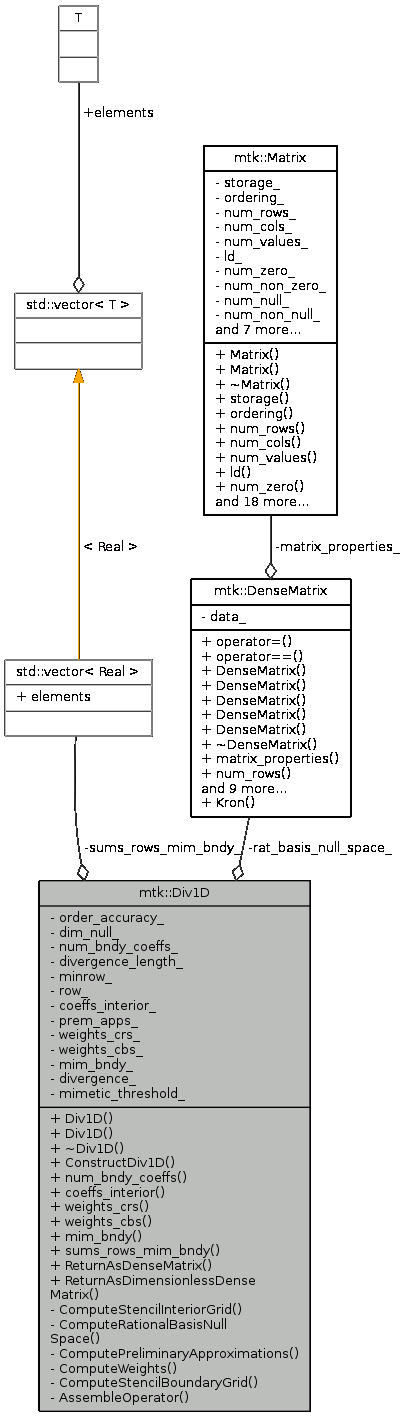 T
+elements
mtk::Matrix
- storage_
- ordering_
- num_rows_
- num_cols_
- num_values_
- ld_
- num_zero_
- num_non_zero_
- num_null_
- num_non_null_
and 7 more...
+ Matrix()
+ Matrix()
+ ~Matrix()
+ storage()
+ ordering()
+ num_rows()
+ num_cols()
+ num_values()
+ ld()
+ num_zero()
and 18 more...
std::vector< T >
< Real >
-matrix_properties_
mtk::DenseMatrix
- data_
+ operator=()
+ operator==()
+ DenseMatrix()
+ DenseMatrix()
+ DenseMatrix()
+ DenseMatrix()
+ DenseMatrix()
+ ~DenseMatrix()
+ matrix_properties()
+ num_rows()
and 9 more...
+ Kron()
std::vector< Real >
+ elements
-sums_rows_mim_bndy_
-rat_basis_null_space_
mtk::Div1D
- order_accuracy_
- dim_null_
- num_bndy_coeffs_
- divergence_length_
- minrow_
- row_
- coeffs_interior_
- prem_apps_
- weights_crs_
- weights_cbs_
- mim_bndy_
- divergence_
- mimetic_threshold_
+ Div1D()
+ Div1D()
+ ~Div1D()
+ ConstructDiv1D()
+ num_bndy_coeffs()
+ coeffs_interior()
+ weights_crs()
+ weights_cbs()
+ mim_bndy()
+ sums_rows_mim_bndy()
+ ReturnAsDenseMatrix()
+ ReturnAsDimensionlessDense
Matrix()
- ComputeStencilInteriorGrid()
- ComputeRationalBasisNull
Space()
- ComputePreliminaryApproximations()
- ComputeWeights()
- ComputeStencilBoundaryGrid()
- AssembleOperator()